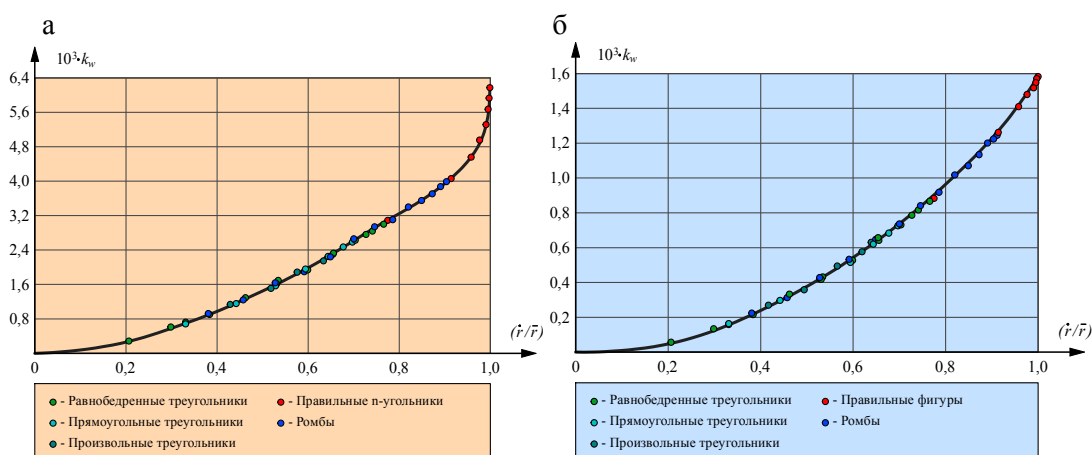 а
10³•k_w
6,4
5,6
4,8
4,0
3,2
2,4
1,6
0,8
0
0,2
0,4
0,6
0,8
1,0
(ṙ/r̄)
- Равнобедренные треугольники
- Прямоугольные треугольники
- Произвольные треугольники
- Правильные n-угольники
- Ромбы
б
10³•k_w
1,6
1,4
1,2
1,0
0,8
0,6
0,4
0,2
0
0,2
0,4
0,6
0,8
1,0
(ṙ/r̄)
- Равнобедренные треугольники
- Прямоугольные треугольники
- Произвольные треугольники
- Правильные фигуры
- Ромбы